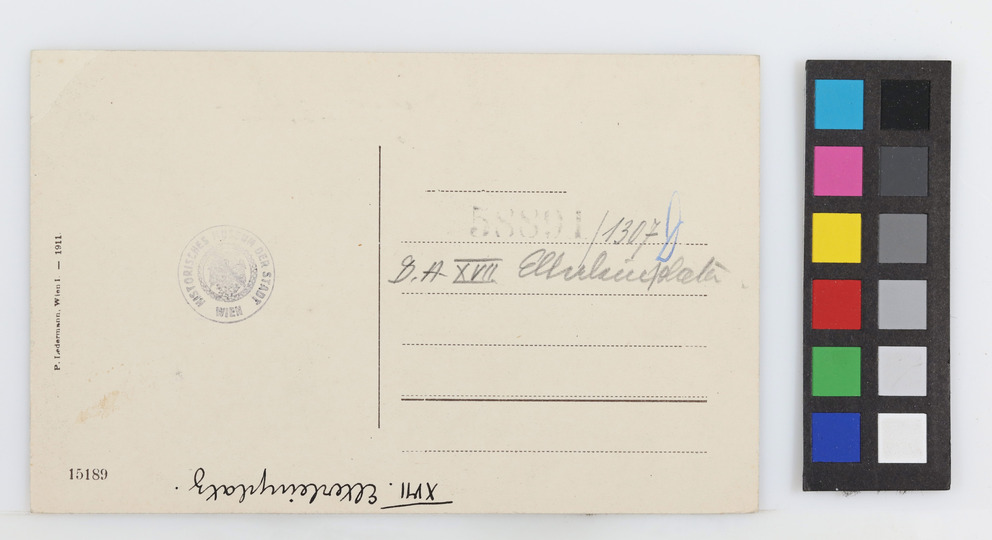 P. Ledermann, Wien I. — 1911
HISTORISCHES MUSEUM DER STADT WIEN
58891/1307
D.A XVII. Elterleinplatz
15189
XVII. Elterleinplatz.